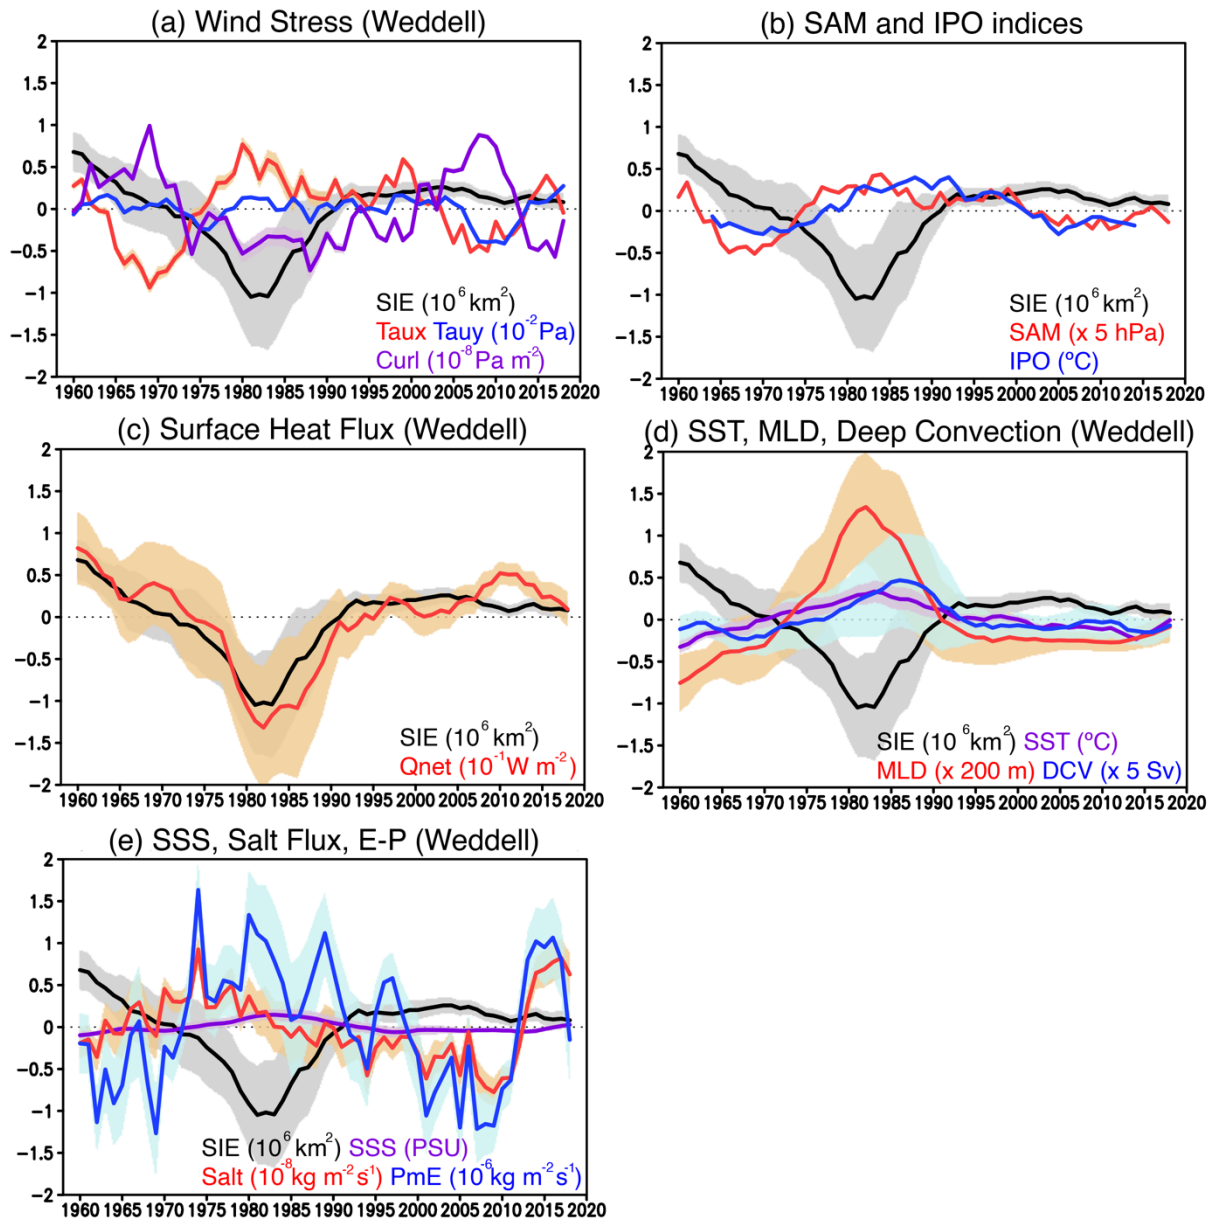 (a) Wind Stress (Weddell)
2
1.5
1
0.5
0
−0.5
−1
−1.5
−2
SIE (10⁶ km²)
Taux Tauy (10⁻² Pa)
Curl (10⁻⁸ Pa m⁻²)
1960 1965 1970 1975 1980 1985 1990 1995 2000 2005 2010 2015 2020
(b) SAM and IPO indices
2
1.5
1
0.5
0
−0.5
−1
−1.5
−2
SIE (10⁶ km²)
SAM (x 5 hPa)
IPO (ºC)
1960 1965 1970 1975 1980 1985 1990 1995 2000 2005 2010 2015 2020
(c) Surface Heat Flux (Weddell)
2
1.5
1
0.5
0
−0.5
−1
−1.5
−2
SIE (10⁶ km²)
Qnet (10⁻¹ W m⁻²)
1960 1965 1970 1975 1980 1985 1990 1995 2000 2005 2010 2015 2020
(d) SST, MLD, Deep Convection (Weddell)
2
1.5
1
0.5
0
−0.5
−1
−1.5
−2
SIE (10⁶ km²) SST (ºC)
MLD (x 200 m) DCV (x 5 Sv)
1960 1965 1970 1975 1980 1985 1990 1995 2000 2005 2010 2015 2020
(e) SSS, Salt Flux, E-P (Weddell)
2
1.5
1
0.5
0
−0.5
−1
−1.5
−2
SIE (10⁶ km²) SSS (PSU)
Salt (10⁻⁸ kg m⁻² s⁻¹) PmE (10⁻⁶ kg m⁻² s⁻¹)
1960 1965 1970 1975 1980 1985 1990 1995 2000 2005 2010 2015 2020